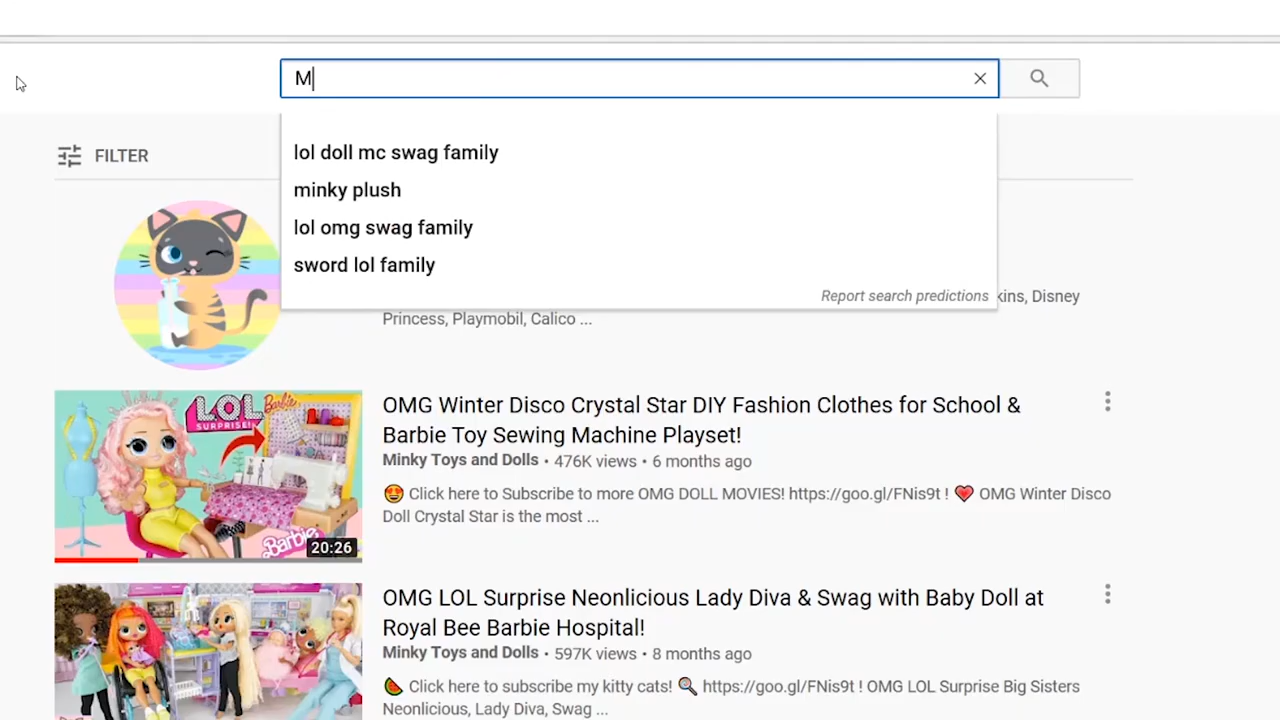 M
lol doll mc swag family
minky plush
lol omg swag family
sword lol family
Report search predictions
FILTER
kins, Disney
Princess, Playmobil, Calico ...
LOL
SURPRISE!
Barbie
Barbie
20:26
OMG Winter Disco Crystal Star DIY Fashion Clothes for School &
Barbie Toy Sewing Machine Playset!
Minky Toys and Dolls • 476K views • 6 months ago
😍 Click here to Subscribe to more OMG DOLL MOVIES! https://goo.gl/FNis9t ! ❤️ OMG Winter Disco
Doll Crystal Star is the most ...
OMG LOL Surprise Neonlicious Lady Diva & Swag with Baby Doll at
Royal Bee Barbie Hospital!
Minky Toys and Dolls • 597K views • 8 months ago
🍉 Click here to subscribe my kitty cats! 🍭 https://goo.gl/FNis9t ! OMG LOL Surprise Big Sisters
Neonlicious, Lady Diva, Swag ...